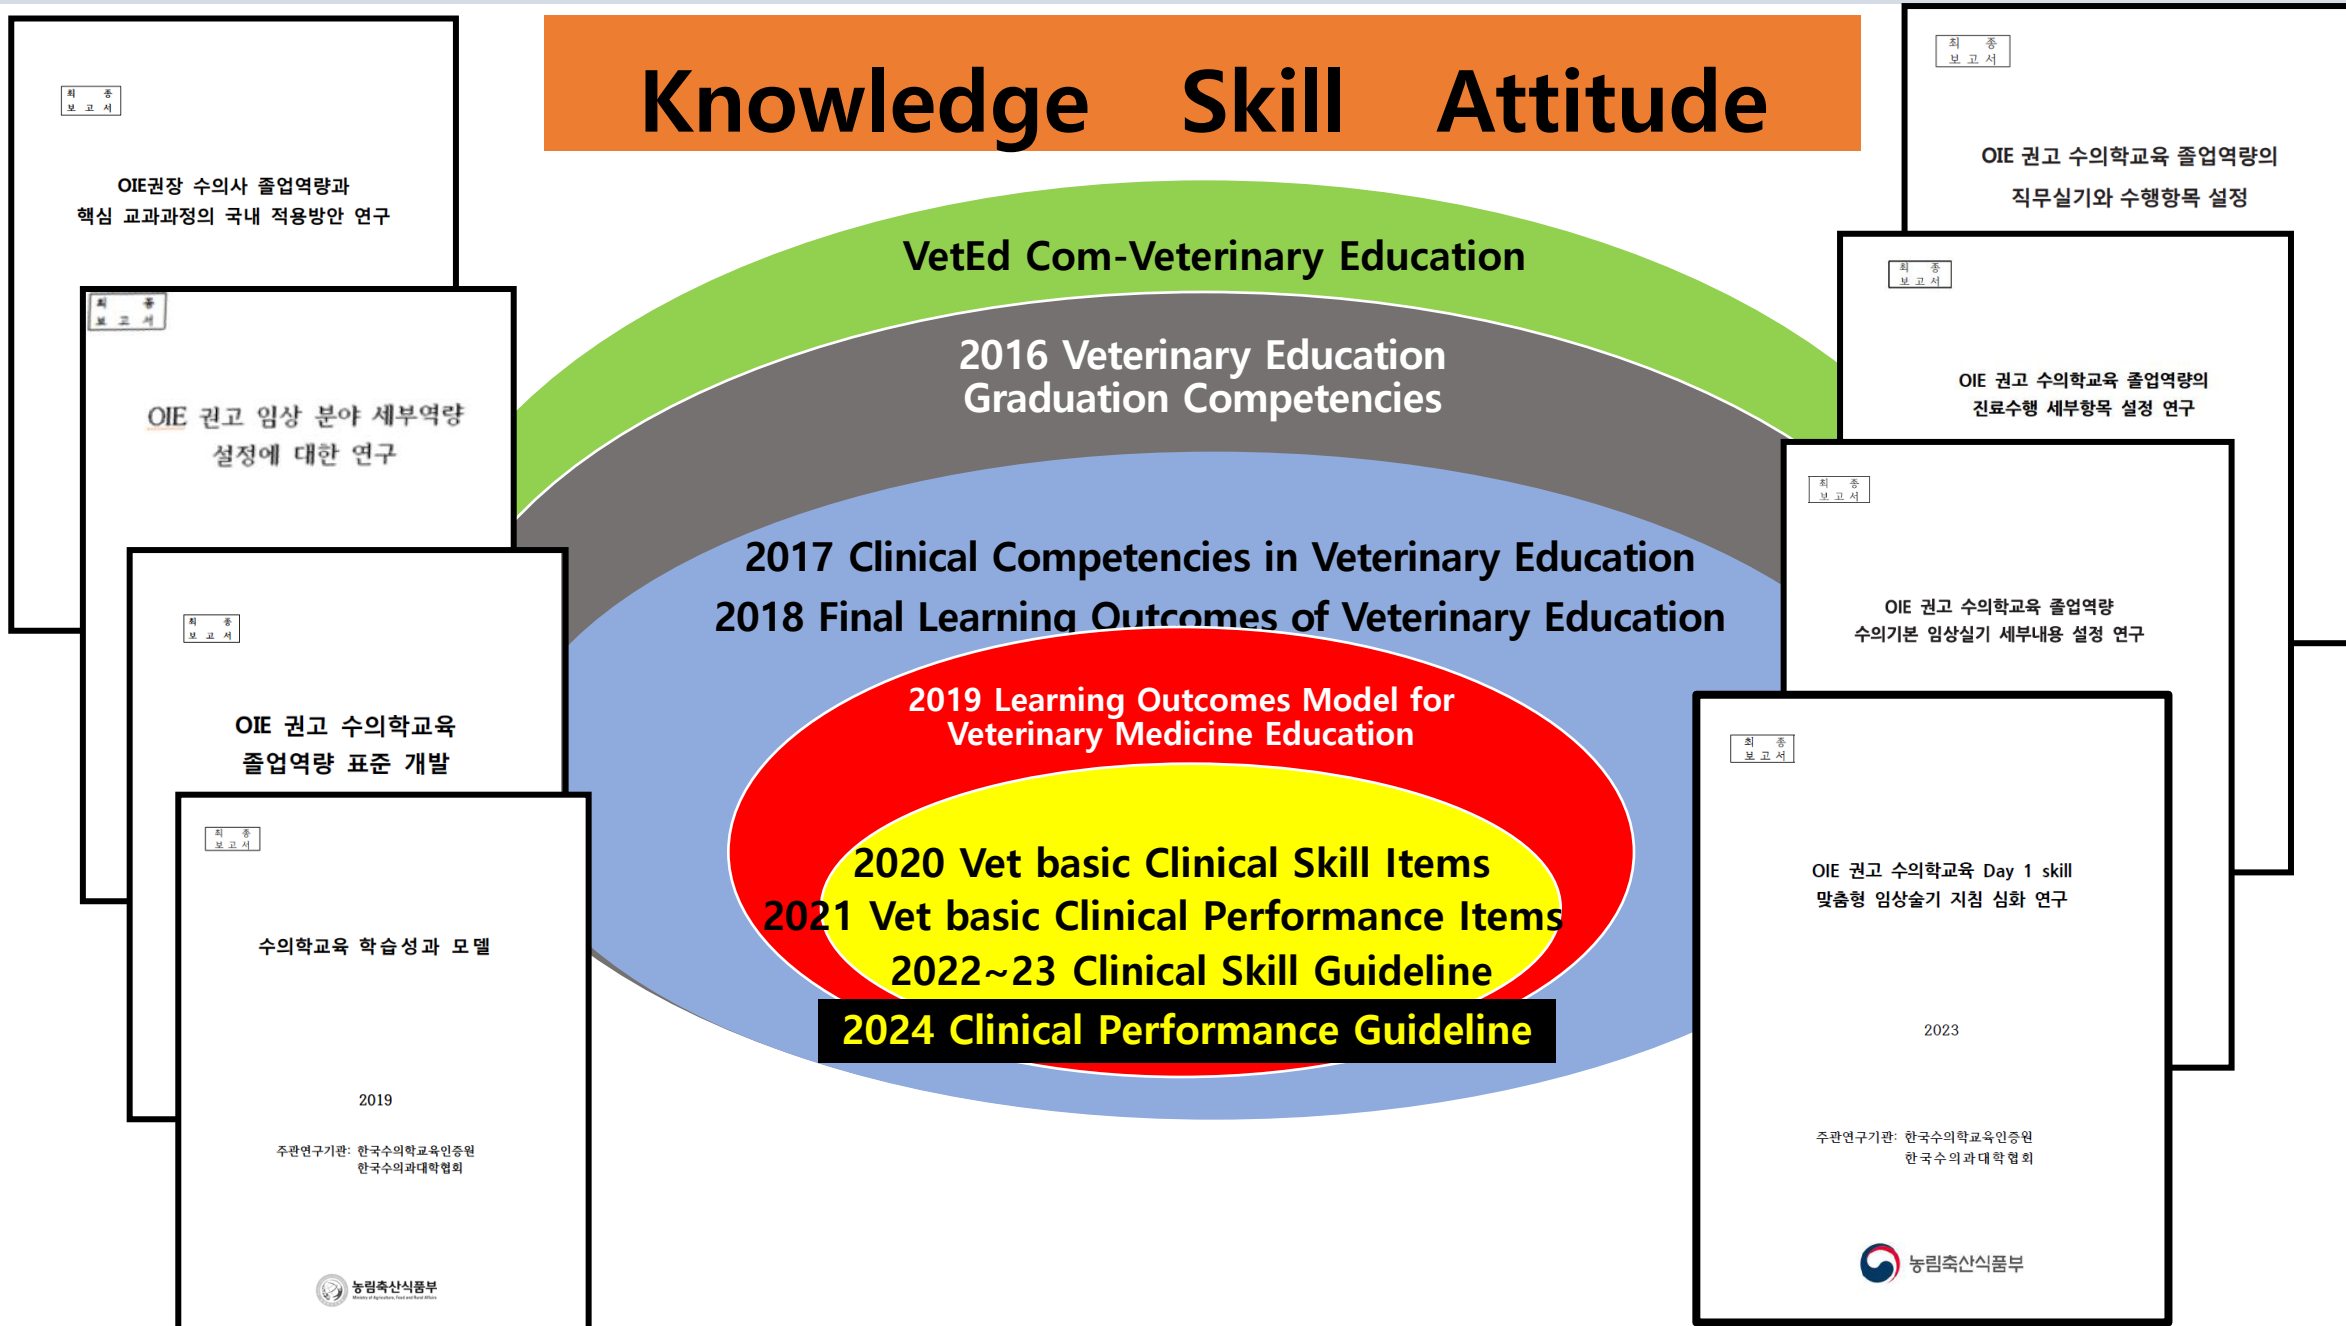 Knowledge Skill Attitude
최 종
보 고 서
OIE권장 수의사 졸업역량과
핵심 교과과정의 국내 적용방안 연구
최 종
보 고 서
OIE 권고 임상 분야 세부역량
설정에 대한 연구
최 종
보 고 서
OIE 권고 수의학교육
졸업역량 표준 개발
최 종
보 고 서
수의학교육 학습성과 모델
2019
주관연구기관: 한국수의학교육인증원
한국수의과대학협회
농림축산식품부
Ministry of Agriculture, Food and Rural Affairs
VetEd Com-Veterinary Education
2016 Veterinary Education
Graduation Competencies
2017 Clinical Competencies in Veterinary Education
2018 Final Learning Outcomes of Veterinary Education
2019 Learning Outcomes Model for
Veterinary Medicine Education
2020 Vet basic Clinical Skill Items
2021 Vet basic Clinical Performance Items
2022~23 Clinical Skill Guideline
2024 Clinical Performance Guideline
최 종
보 고 서
OIE 권고 수의학교육 졸업역량의
직무실기와 수행항목 설정
최 종
보 고 서
OIE 권고 수의학교육 졸업역량의
진료수행 세부항목 설정 연구
최 종
보 고 서
OIE 권고 수의학교육 졸업역량
수의기본 임상실기 세부내용 설정 연구
최 종
보 고 서
OIE 권고 수의학교육 Day 1 skill
맞춤형 임상술기 지침 심화 연구
2023
주관연구기관: 한국수의학교육인증원
한국수의과대학협회
농림축산식품부